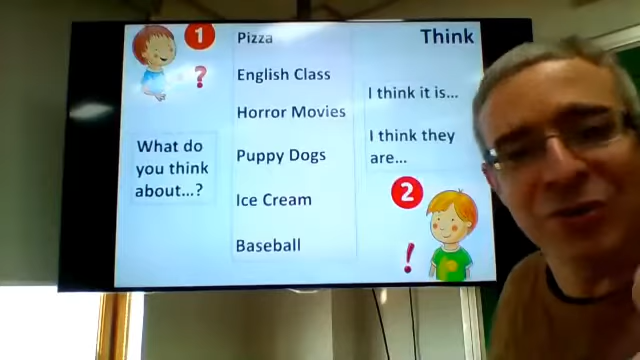 1
?
What do
you think
about...?
Pizza
English Class
Horror Movies
Puppy Dogs
Ice Cream
Baseball
Think
I think it is...
I think they
are...
2
!